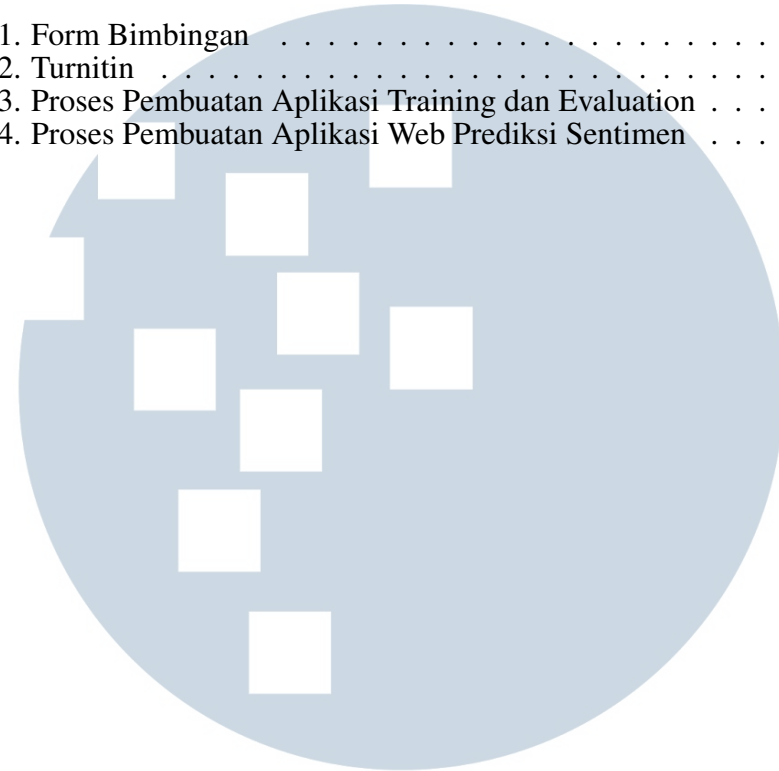 1. Form Bimbingan . . . . . . . . . . . . . . . . . . . . .
2. Turnitin . . . . . . . . . . . . . . . . . . . . . . . . . .
3. Proses Pembuatan Aplikasi Training dan Evaluation . . .
4. Proses Pembuatan Aplikasi Web Prediksi Sentimen . . .